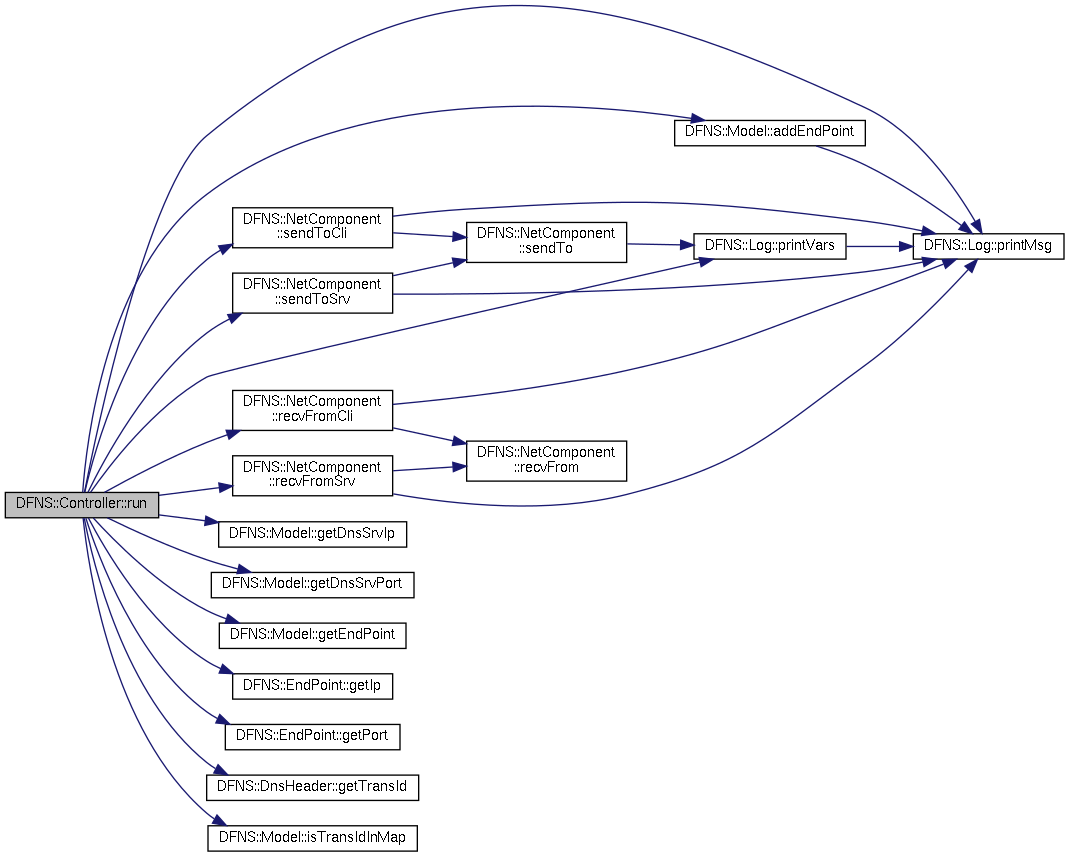 DFNS::Model::addEndPoint
DFNS::NetComponent
::sendToCli
DFNS::NetComponent
::sendTo
DFNS::Log::printVars
DFNS::Log::printMsg
DFNS::NetComponent
::sendToSrv
DFNS::NetComponent
::recvFromCli
DFNS::NetComponent
::recvFrom
DFNS::NetComponent
::recvFromSrv
DFNS::Controller::run
DFNS::Model::getDnsSrvIp
DFNS::Model::getDnsSrvPort
DFNS::Model::getEndPoint
DFNS::EndPoint::getIp
DFNS::EndPoint::getPort
DFNS::DnsHeader::getTransId
DFNS::Model::isTransIdInMap